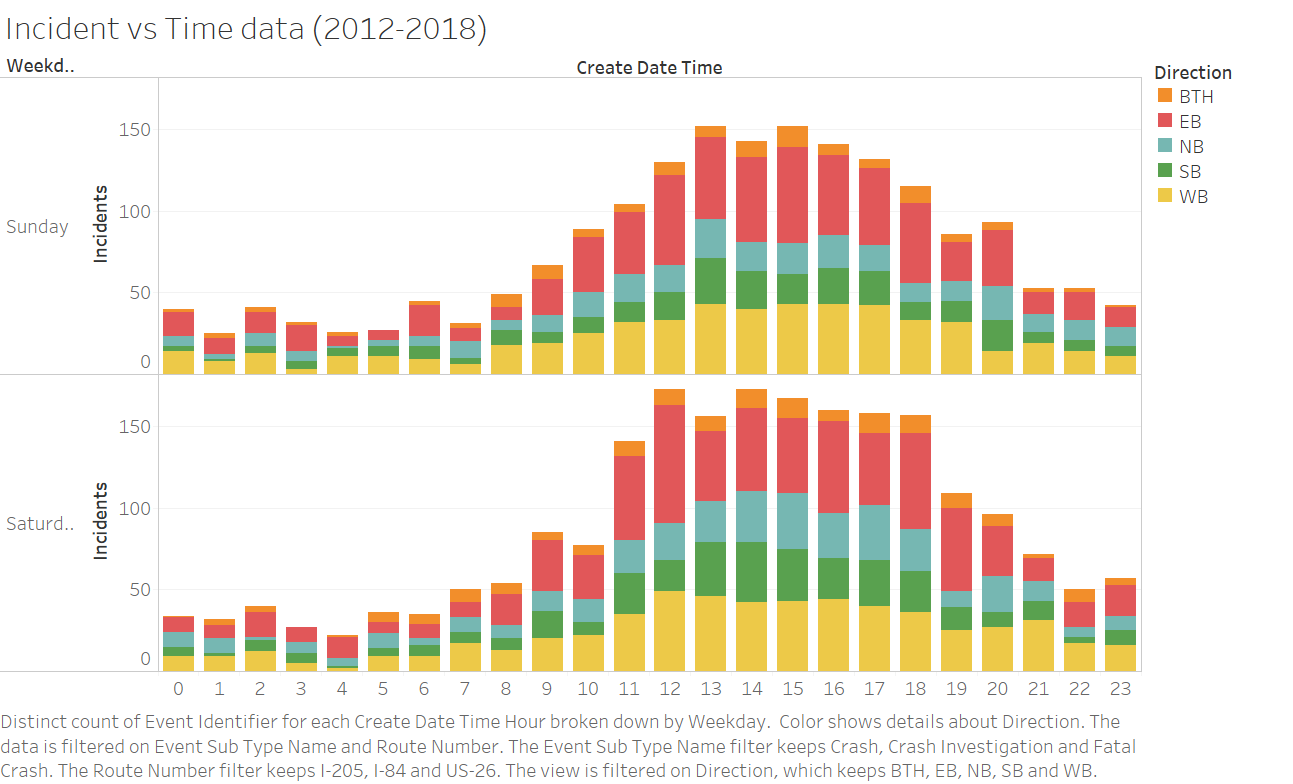 Incident vs Time data (2012-2018)
Weekd..
Create Date Time
Direction
BTH
EB
NB
SB
WB
Sunday
Incidents
150
100
50
0
Saturd..
Incidents
150
100
50
0
0 1 2 3 4 5 6 7 8 9 10 11 12 13 14 15 16 17 18 19 20 21 22 23
Distinct count of Event Identifier for each Create Date Time Hour broken down by Weekday. Color shows details about Direction. The
data is filtered on Event Sub Type Name and Route Number. The Event Sub Type Name filter keeps Crash, Crash Investigation and Fatal
Crash. The Route Number filter keeps I-205, I-84 and US-26. The view is filtered on Direction, which keeps BTH, EB, NB, SB and WB.